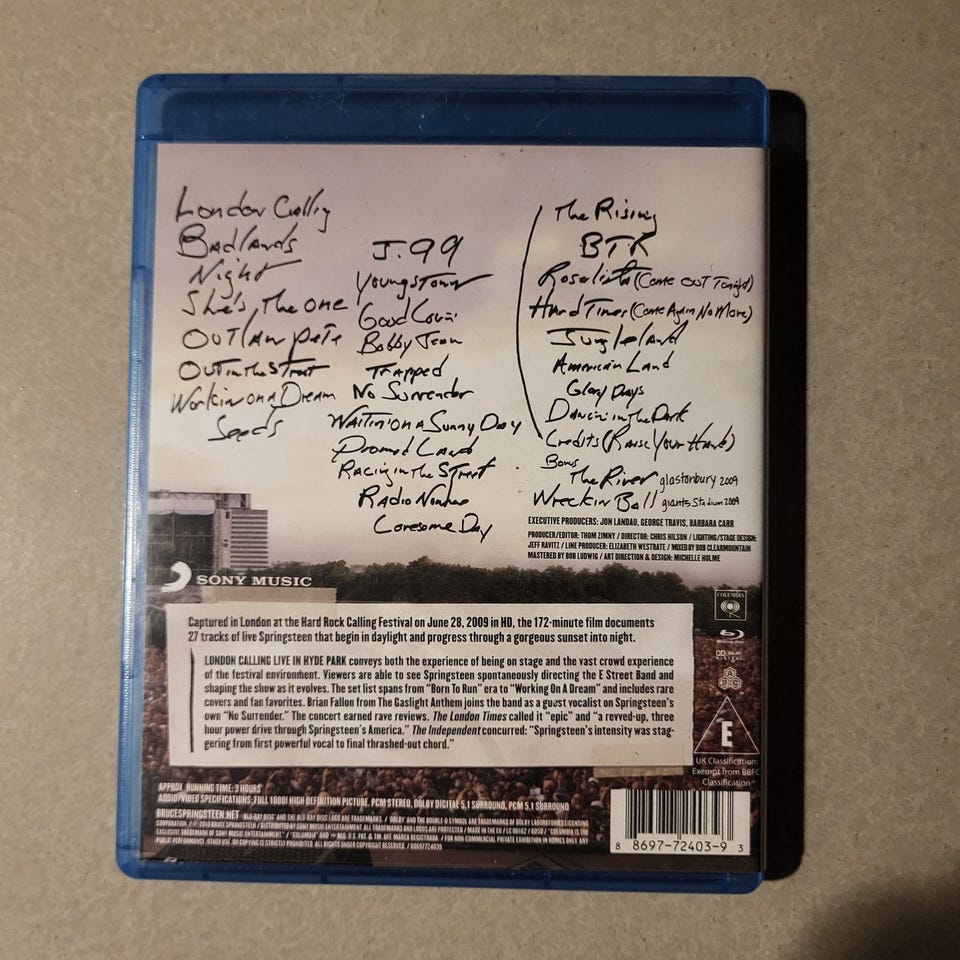 London Calling
Badlands
Night
She's The One
Outlaw Pete
Out in the Street
Workin on a Dream
Seeds
J. 99
Youngstown
Good Lovin'
Bobby Jean
Trapped
No Surrender
Waitin' on a Sunny Day
Promed Land
Racing in the Street
Radio Nowhere
Lonesome Day
The Rising
BTR
Rosalita (Come out Tonight)
Hard Times (Come Again No More)
Jungleland
American Land
Glory Days
Dancin' in the Dark
Credits (Raise Your Hand)
Bonus
The River glastonbury 2009
Wreckin Ball giants Stadium 2009
EXECUTIVE PRODUCERS: JON LANDAU, GEORGE TRAVIS, BARBARA CARR
PRODUCER/EDITOR: THOM ZIMNY / DIRECTOR: CHRIS HILSON / LIGHTING/STAGE DESIGN:
JEFF RAVITZ / LINE PRODUCER: ELIZABETH WESTRATE / MIXED BY BOB CLEARMOUNTAIN
MASTERED BY BOB LUDWIG / ART DIRECTION & DESIGN: MICHELLE HOLME
SONY MUSIC
COLUMBIA
Captured in London at the Hard Rock Calling Festival on June 28, 2009 in HD, the 172-minute film documents
27 tracks of live Springsteen that begin in daylight and progress through a gorgeous sunset into night.
LONDON CALLING LIVE IN HYDE PARK conveys both the experience of being on stage and the vast crowd experience
of the festival environment. Viewers are able to see Springsteen spontaneously directing the E Street Band and
shaping the show as it evolves. The set list spans from "Born To Run" era to "Working On A Dream" and includes rare
covers and fan favorites. Brian Fallon from The Gaslight Anthem joins the band as a guest vocalist on Springsteen's
own "No Surrender." The concert earned rave reviews. The London Times called it "epic" and "a revved-up, three
hour power drive through Springsteen's America." The Independent concurred: "Springsteen's intensity was stag-
gering from first powerful vocal to final thrashed-out chord."
DOLBY
DIGITAL
ABC
E
UK Classification:
Exempt from BBFC
Classification
APPROX. RUNNING TIME: 3 HOURS
AUDIO/VIDEO SPECIFICATIONS: FULL 1080I HIGH DEFINITION PICTURE, PCM STEREO, DOLBY DIGITAL 5.1 SURROUND, PCM 5.1 SURROUND
BRUCESPRINGSTEEN.NET
8 8697-72403-9 3